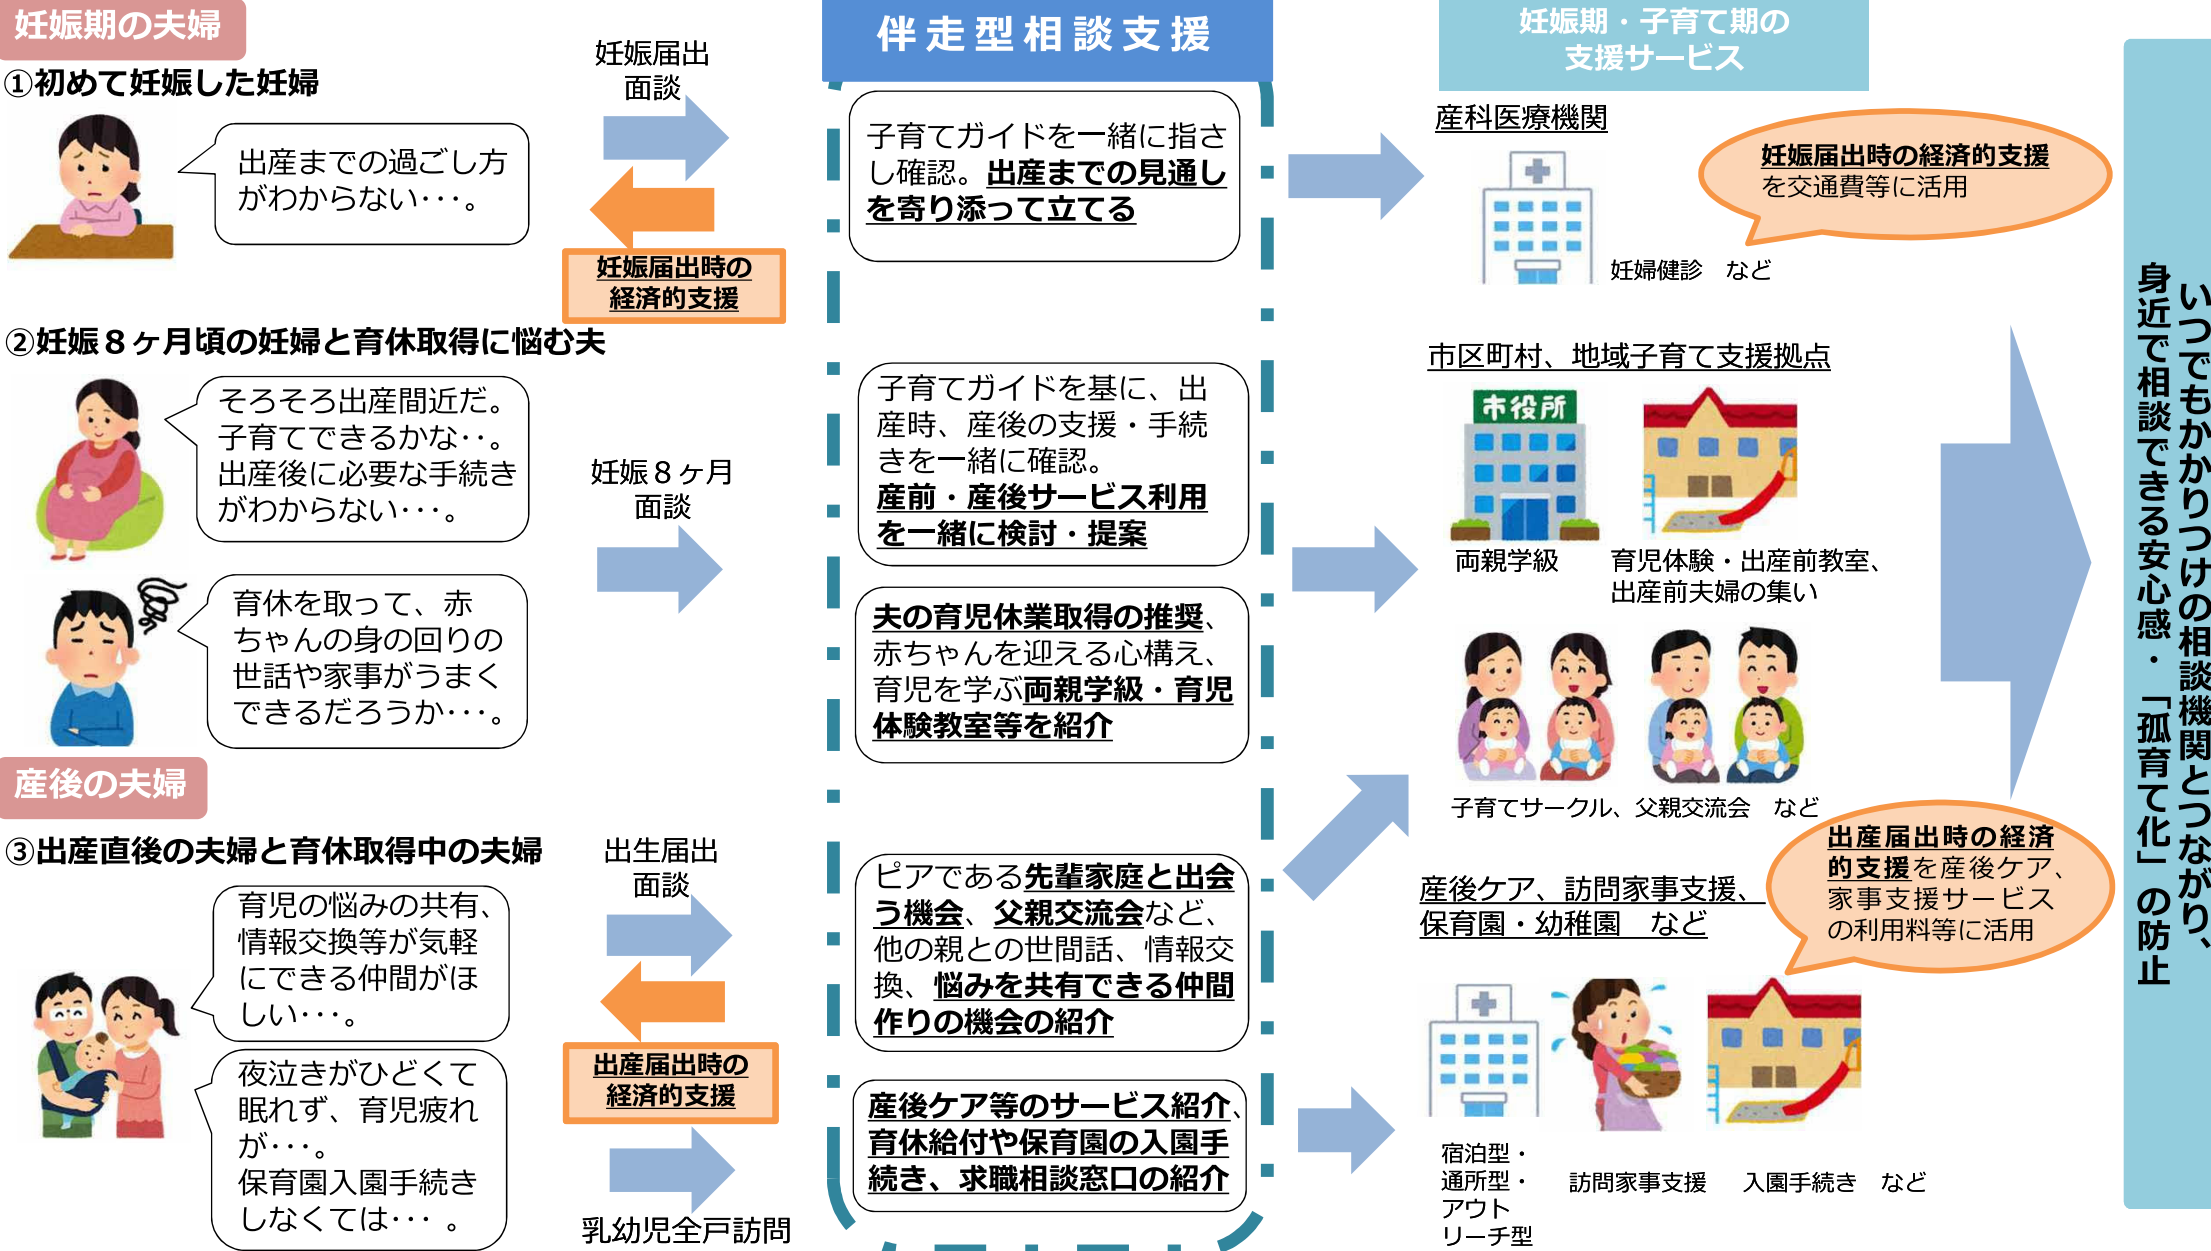 妊娠期の夫婦
①初めて妊娠した妊婦
出産までの過ごし方
がわからない･･･。
妊娠届出
面談
妊娠届出時の
経済的支援
②妊娠８ヶ月頃の妊婦と育休取得に悩む夫
そろそろ出産間近だ。
子育てできるかな･･。
出産後に必要な手続き
がわからない･･･。
育休を取って、赤
ちゃんの身の回りの
世話や家事がうまく
できるだろうか･･･。
妊娠８ヶ月
面談
産後の夫婦
③出産直後の夫婦と育休取得中の夫婦
育児の悩みの共有、
情報交換等が気軽
にできる仲間がほ
しい･･･。
夜泣きがひどくて
眠れず、育児疲れ
が･･･。
保育園入園手続き
しなくては･･･ 。
出生届出
面談
出産届出時の
経済的支援
乳幼児全戸訪問
伴走型相談支援
子育てガイドを一緒に指さ
し確認。出産までの見通し
を寄り添って立てる
子育てガイドを基に、出
産時、産後の支援・手続
きを一緒に確認。
産前・産後サービス利用
を一緒に検討・提案
夫の育児休業取得の推奨、
赤ちゃんを迎える心構え、
育児を学ぶ両親学級・育児
体験教室等を紹介
ピアである先輩家庭と出会
う機会、父親交流会など、
他の親との世間話、情報交
換、悩みを共有できる仲間
作りの機会の紹介
産後ケア等のサービス紹介、
育休給付や保育園の入園手
続き、求職相談窓口の紹介
妊娠期・子育て期の
支援サービス
産科医療機関
妊娠届出時の経済的支援
を交通費等に活用
妊婦健診　など
市区町村、地域子育て支援拠点
市役所
両親学級
育児体験・出産前教室、
出産前夫婦の集い
子育てサークル、父親交流会　など
産後ケア、訪問家事支援、
保育園・幼稚園　など
出産届出時の経済
的支援を産後ケア、
家事支援サービス
の利用料等に活用
宿泊型・
通所型・
アウト
リーチ型
訪問家事支援
入園手続き　など
いつでもかかりつけの相談機関とつながり、
身近で相談できる安心感・「孤育て化」の防止